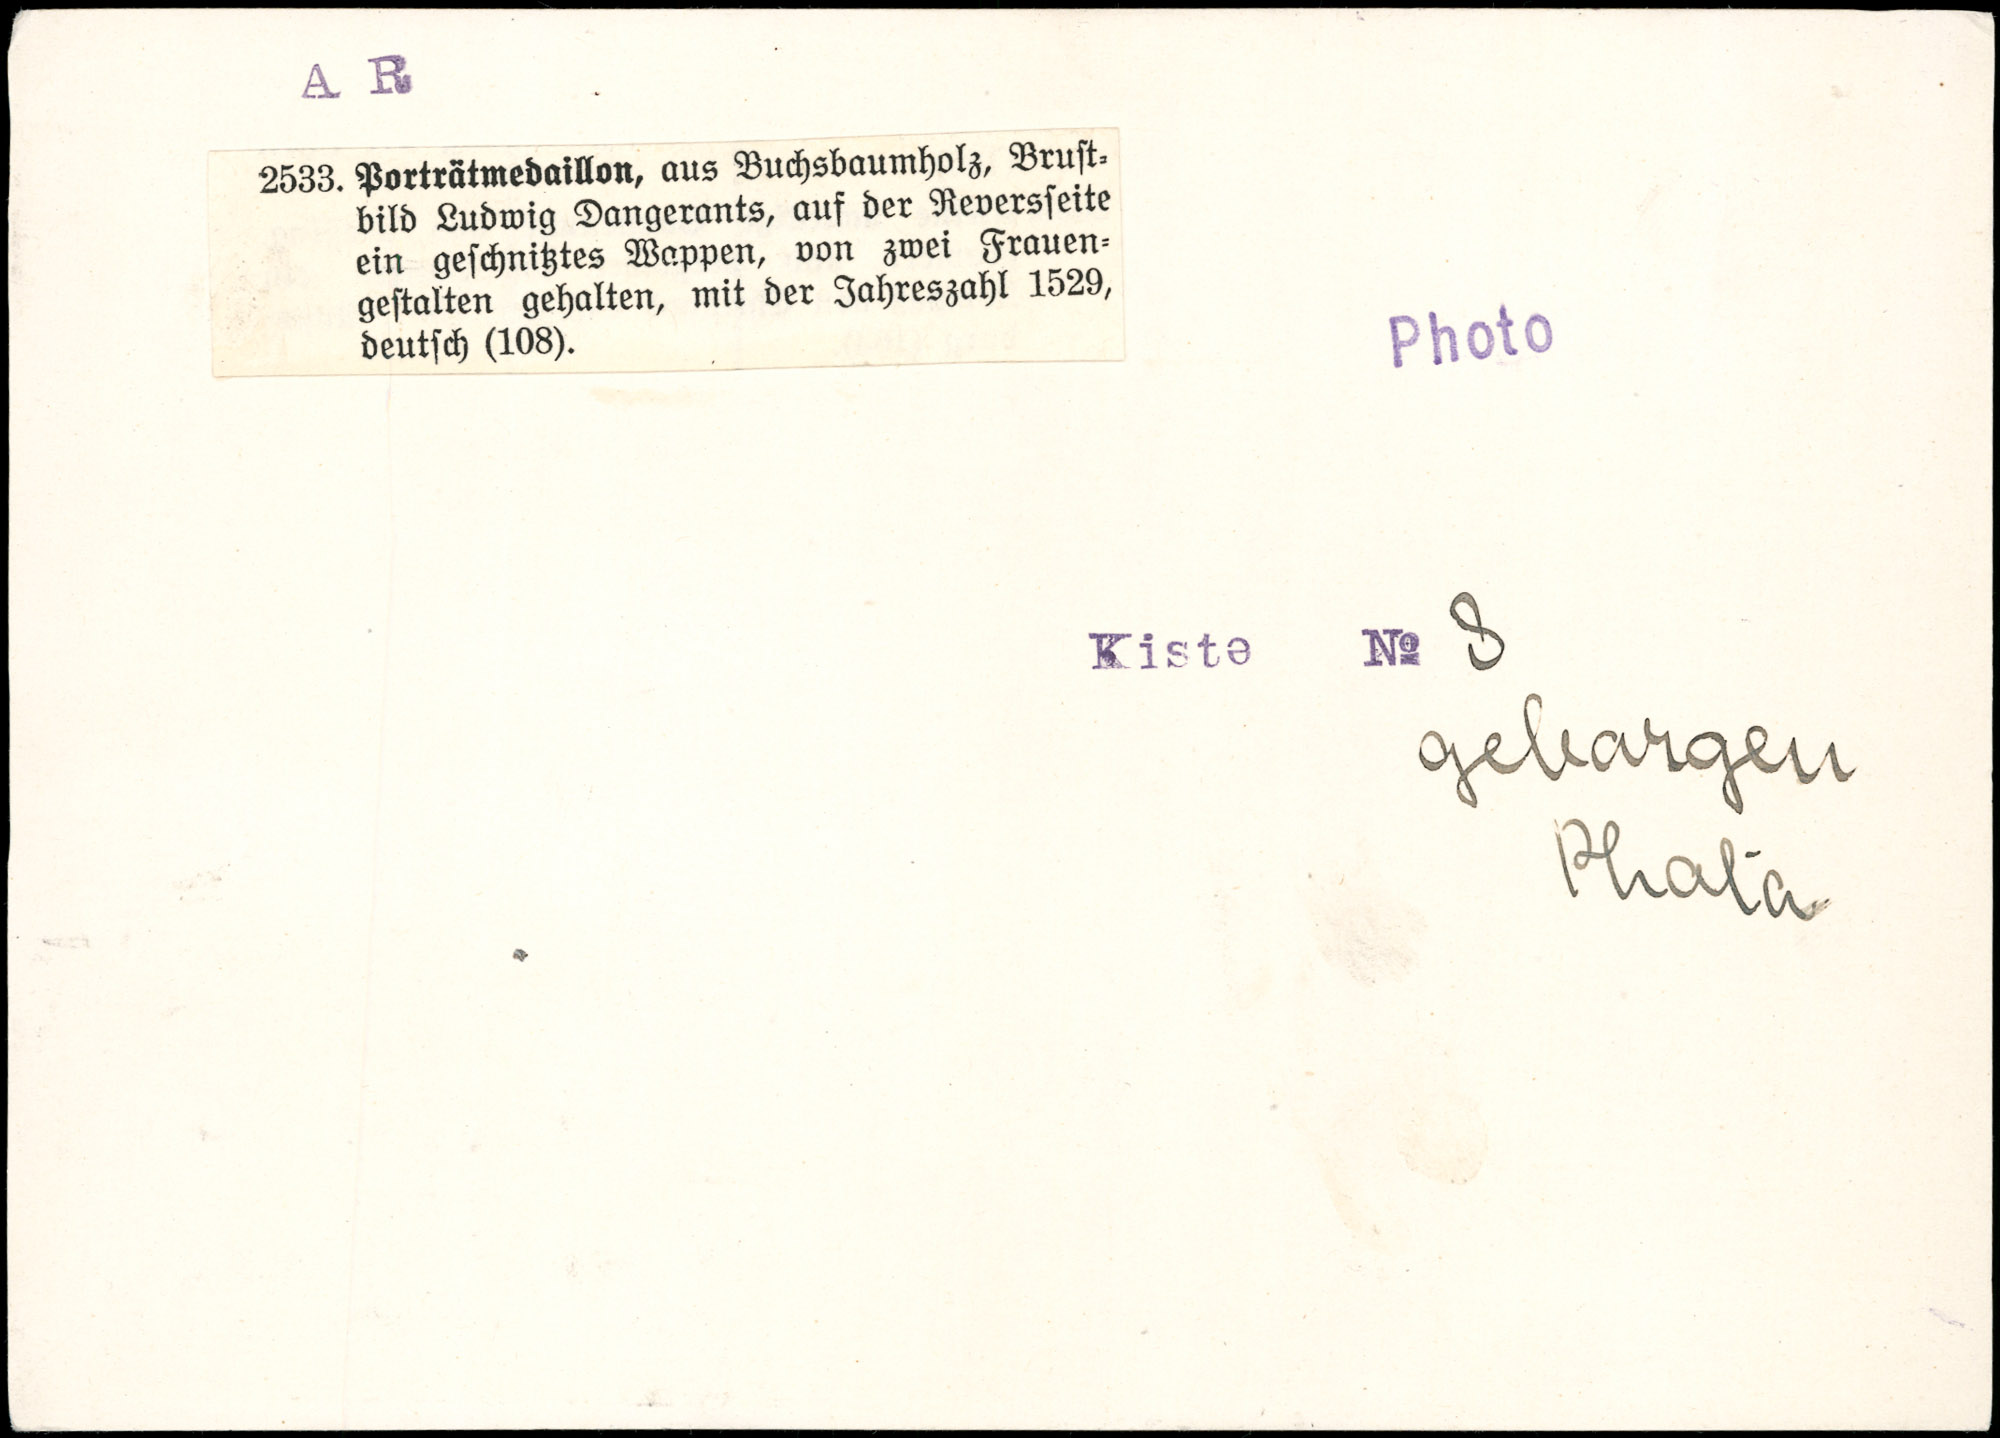 A R
2533. Porträtmedaillon, aus Buchsbaumholz, Brust-
bild Ludwig Dangerants, auf der Reversseite
ein geschnitztes Wappen, von zwei Frauen-
gestalten gehalten, mit der Jahreszahl 1529,
deutsch (108).
Photo
Kiste № 8
geborgen
Photo